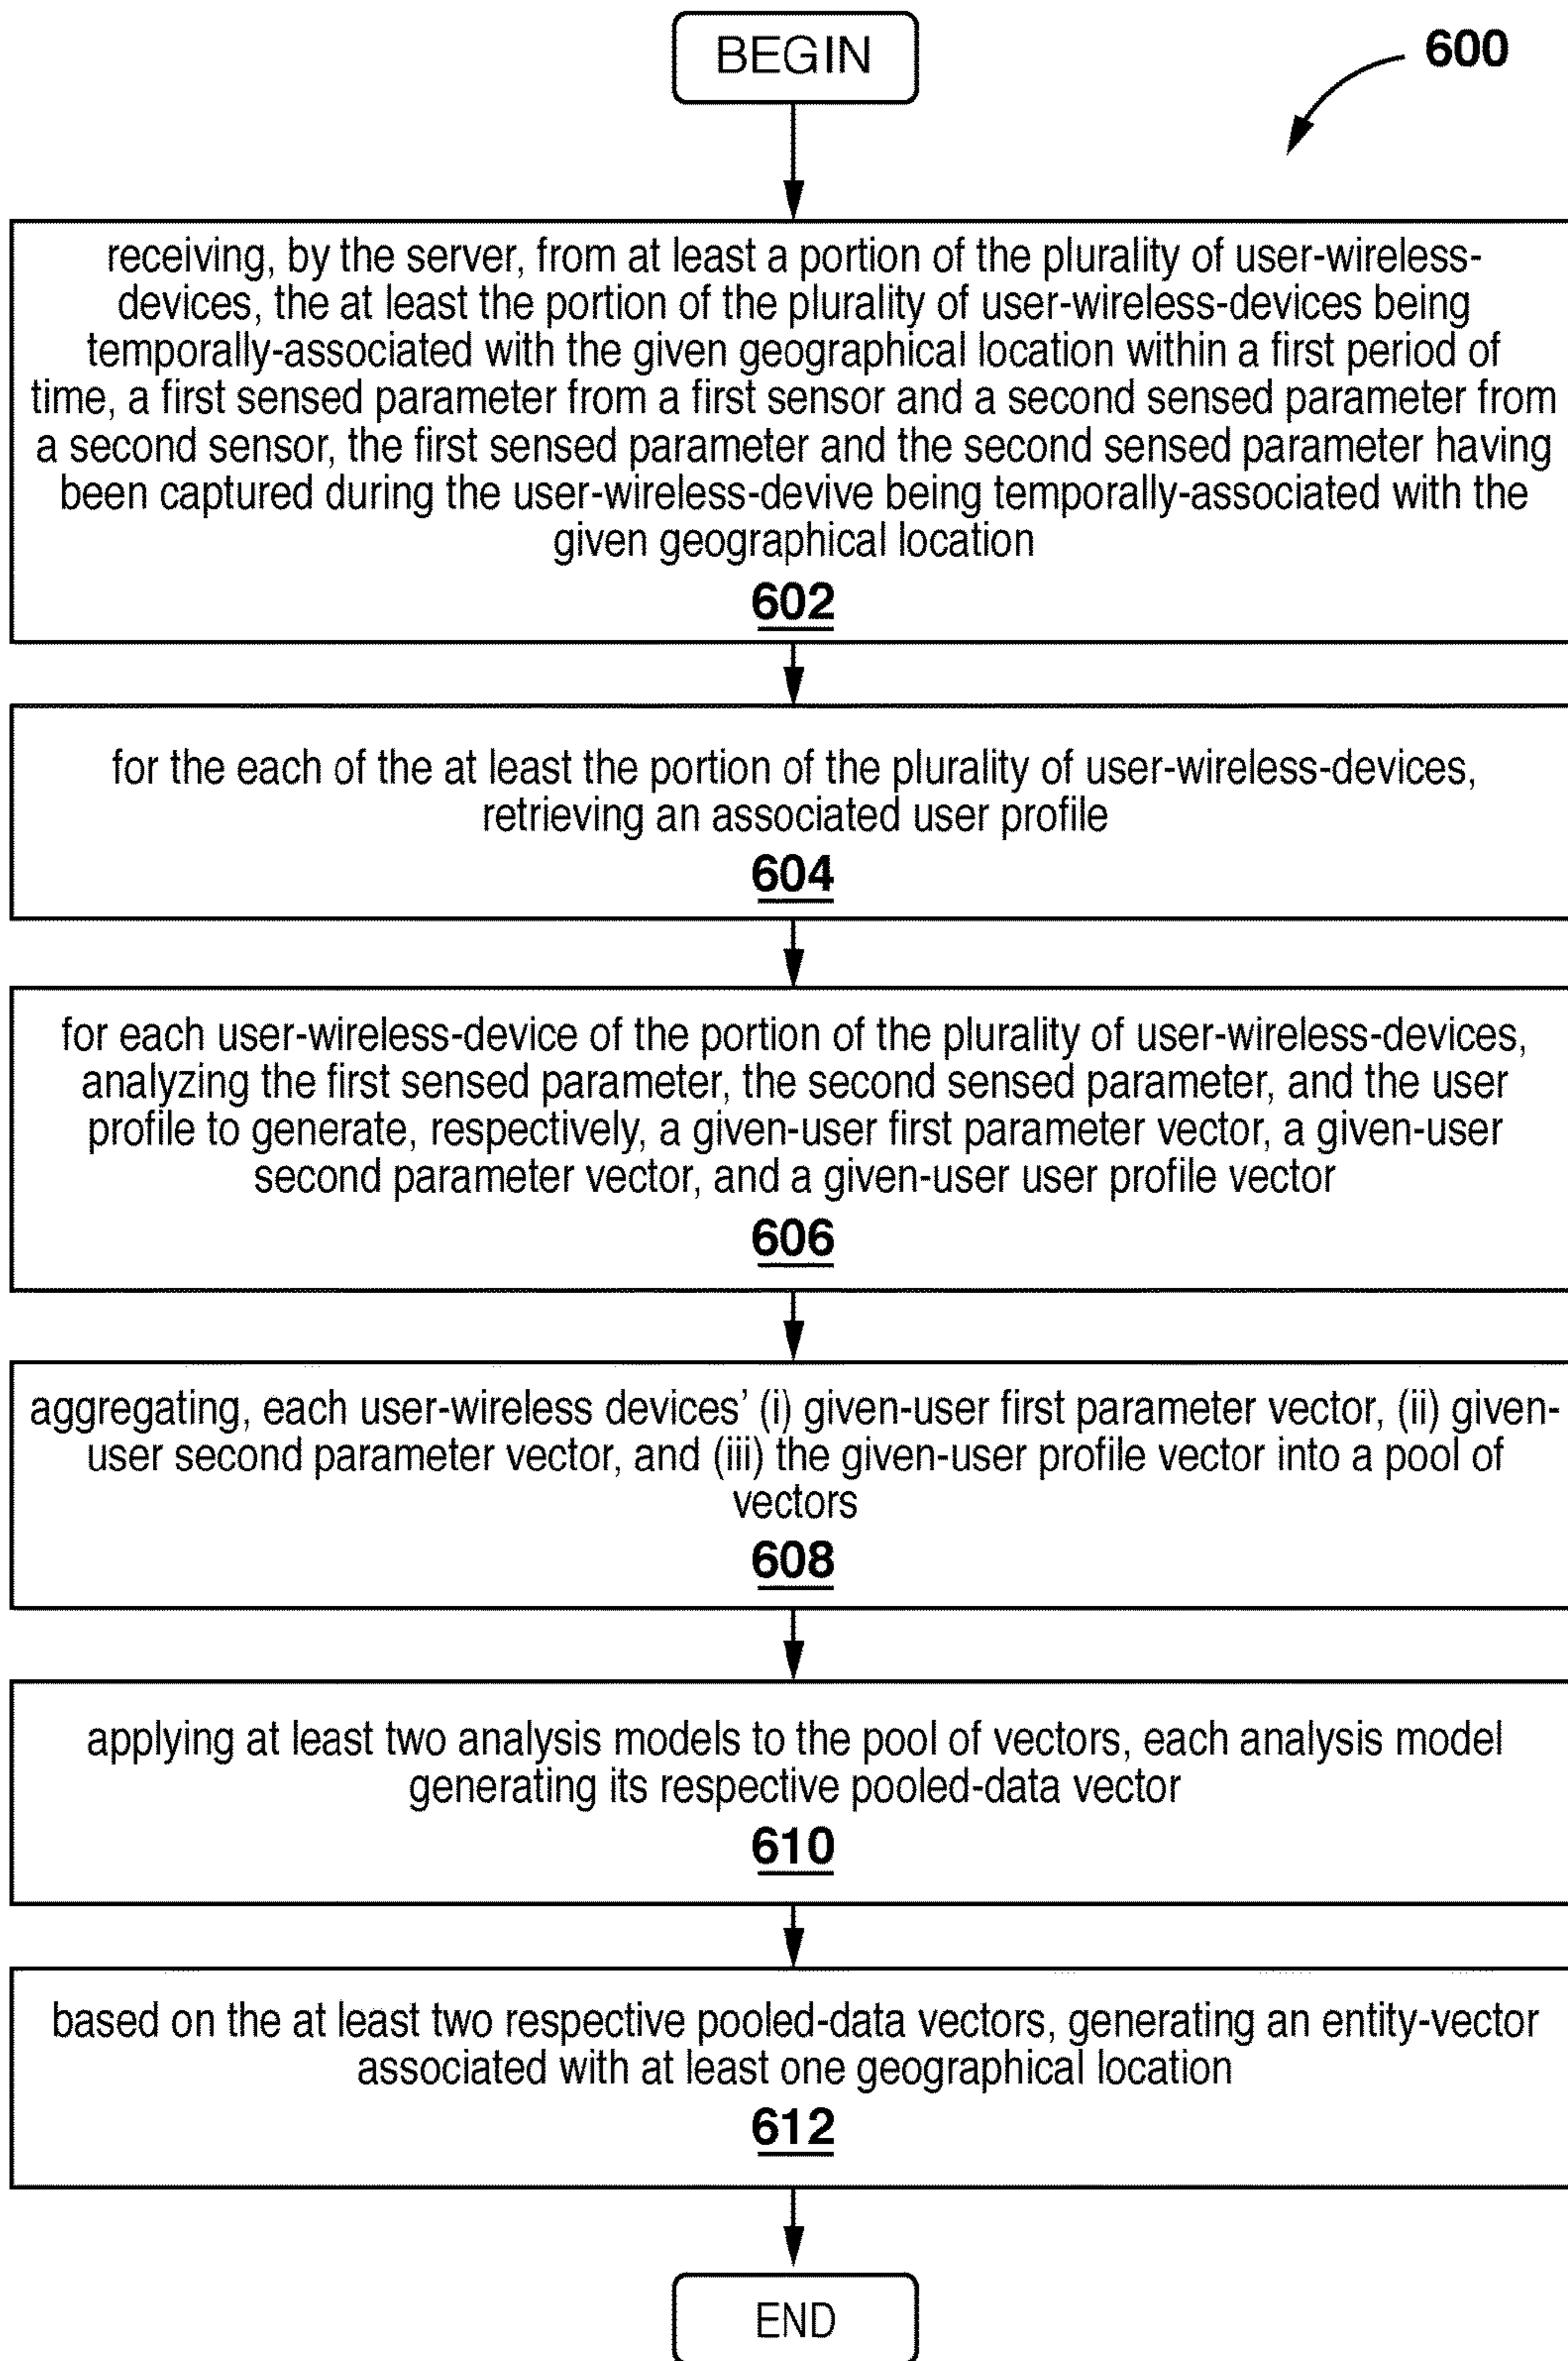 BEGIN
600
receiving, by the server, from at least a portion of the plurality of user-wireless-
devices, the at least the portion of the plurality of user-wireless-devices being
temporally-associated with the given geographical location within a first period of
time, a first sensed parameter from a first sensor and a second sensed parameter from
a second sensor, the first sensed parameter and the second sensed parameter having
been captured during the user-wireless-devive being temporally-associated with the
given geographical location
602
for the each of the at least the portion of the plurality of user-wireless-devices,
retrieving an associated user profile
604
for each user-wireless-device of the portion of the plurality of user-wireless-devices,
analyzing the first sensed parameter, the second sensed parameter, and the user
profile to generate, respectively, a given-user first parameter vector, a given-user
second parameter vector, and a given-user user profile vector
606
aggregating, each user-wireless devices’ (i) given-user first parameter vector, (ii) given-
user second parameter vector, and (iii) the given-user profile vector into a pool of
vectors
608
applying at least two analysis models to the pool of vectors, each analysis model
generating its respective pooled-data vector
610
based on the at least two respective pooled-data vectors, generating an entity-vector
associated with at least one geographical location
612
END